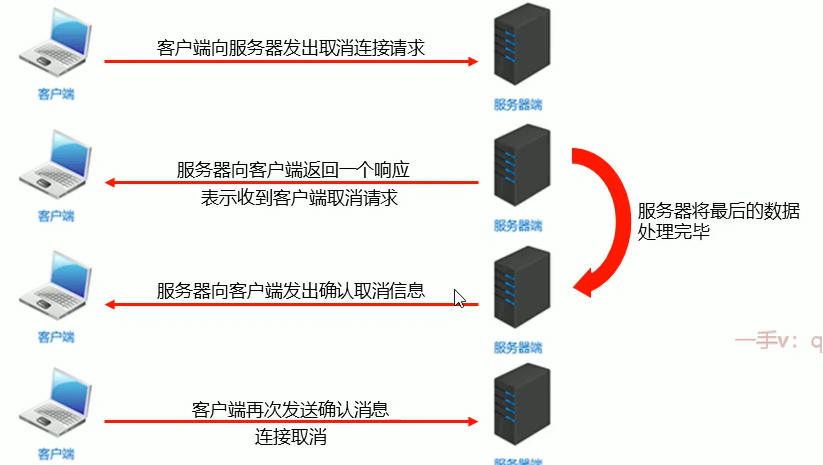 客户端向服务器发出取消连接请求
客户端
服务器端
服务器向客户端返回一个响应
表示收到客户端取消请求
客户端
服务器端
服务器将最后的数据
处理完毕
服务器向客户端发出确认取消信息
客户端
服务器端
一手v：q
客户端再次发送确认消息
连接取消
客户端
服务器端